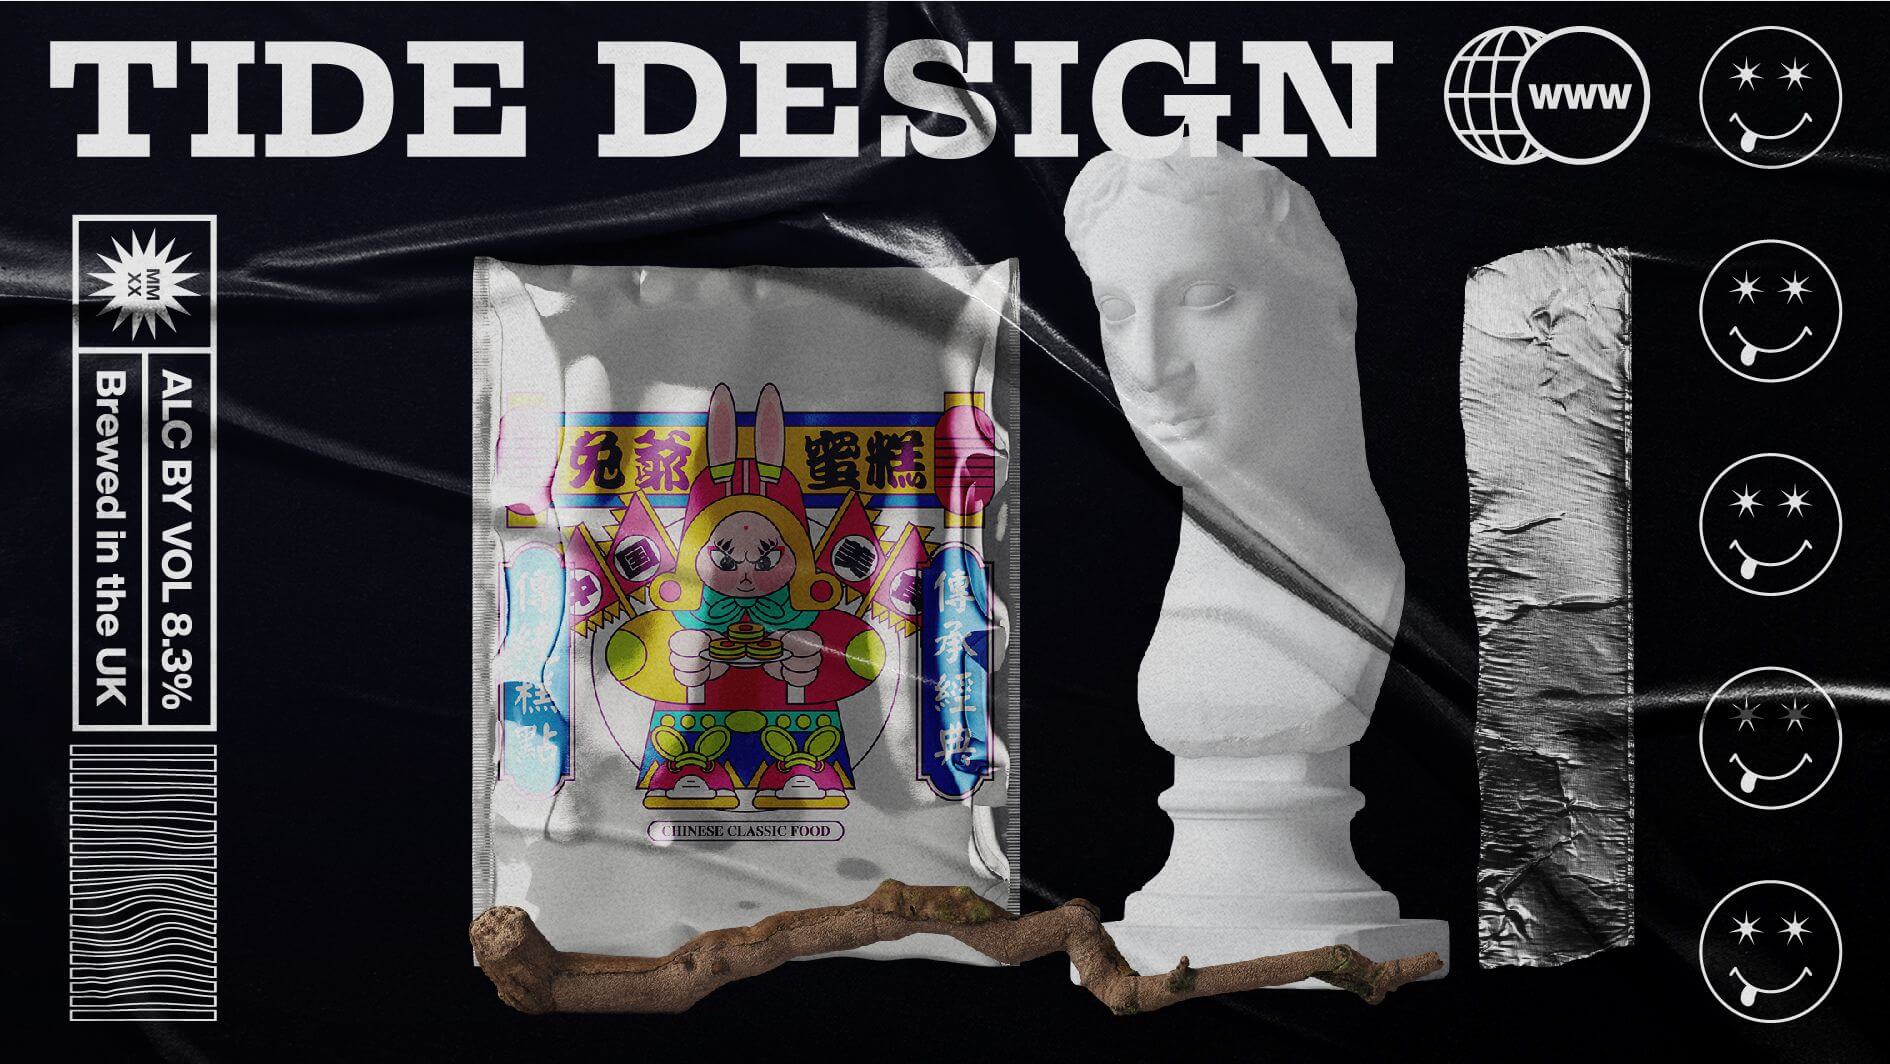 TIDE DESIGN
WWW
MM
XX
ALC BY VOL 8.3%
Brewed in the UK
兔爺 蜜糕
中國 美食
傳統糕點
傳承經典
CHINESE CLASSIC FOOD